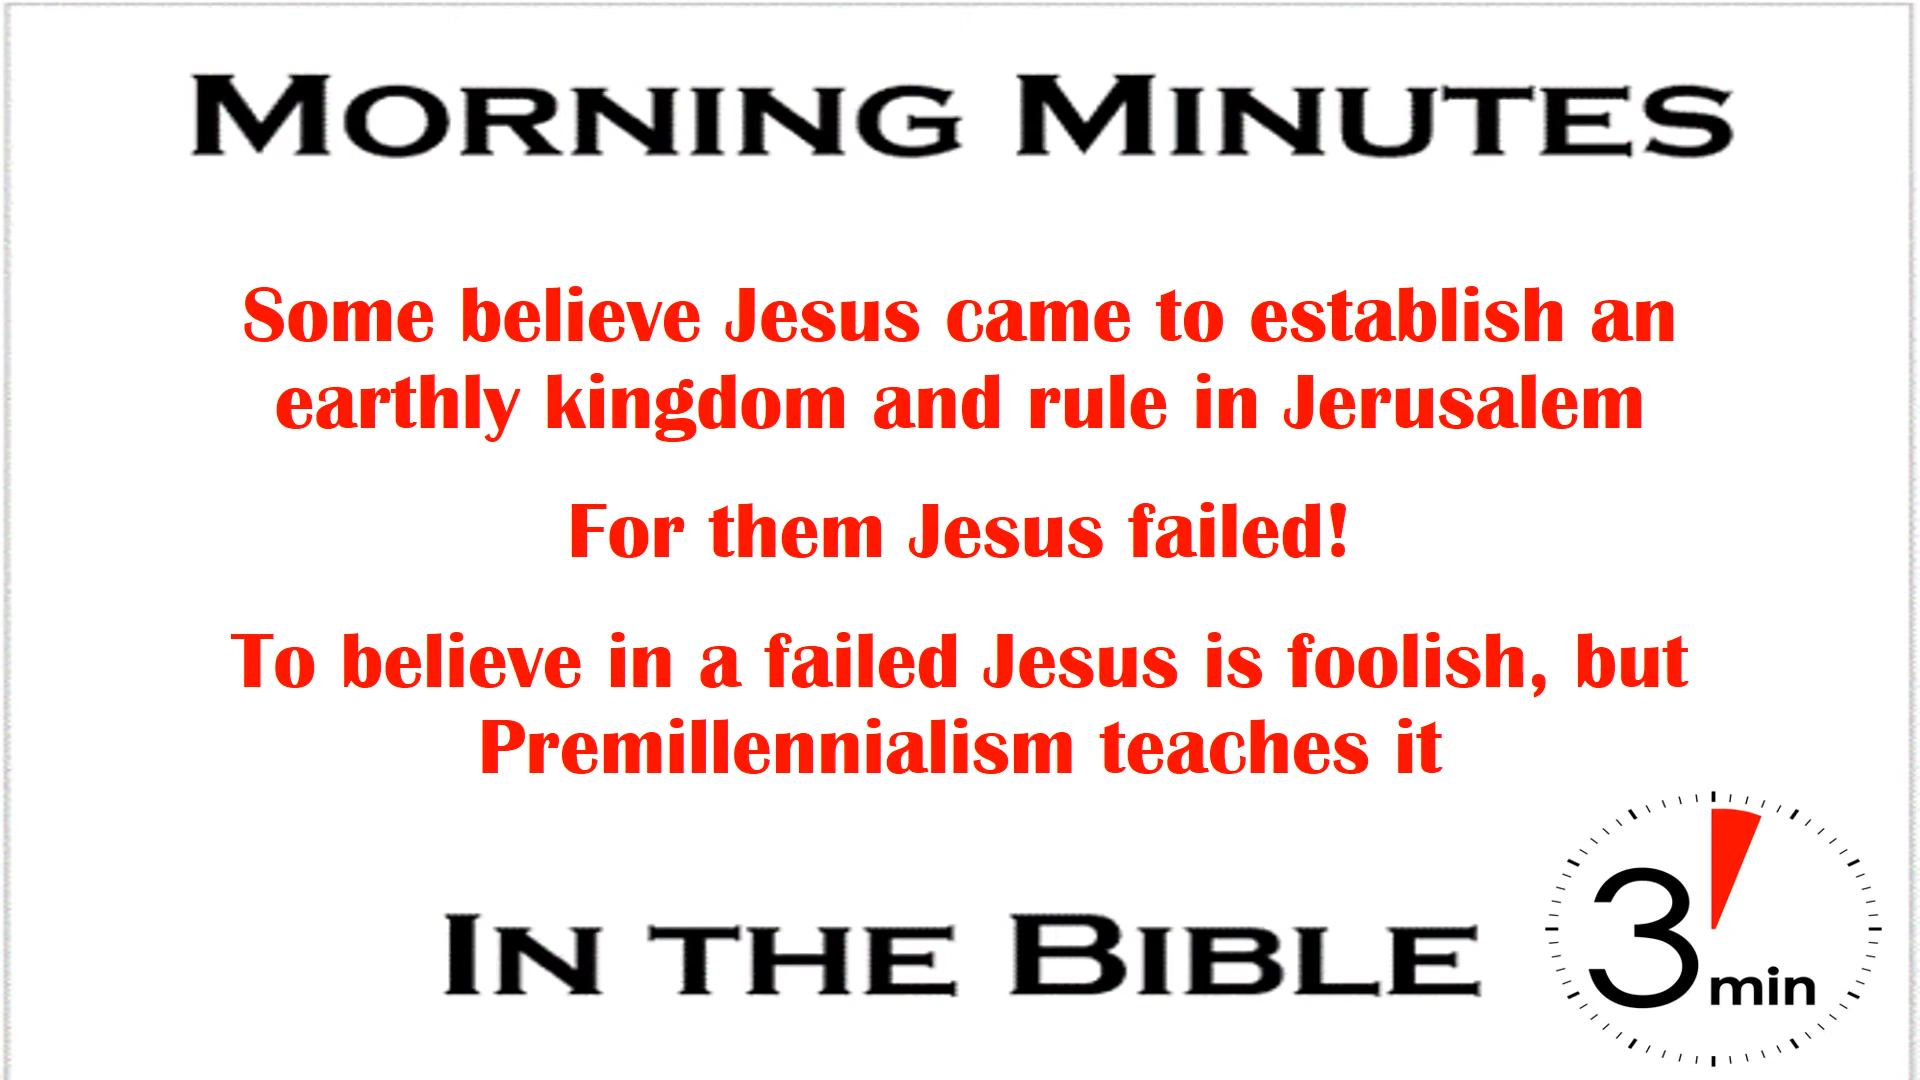 Morning Minutes
Some believe Jesus came to establish an
earthly kingdom and rule in Jerusalem
For them Jesus failed!
To believe in a failed Jesus is foolish, but
Premillennialism teaches it
In the Bible
3 min